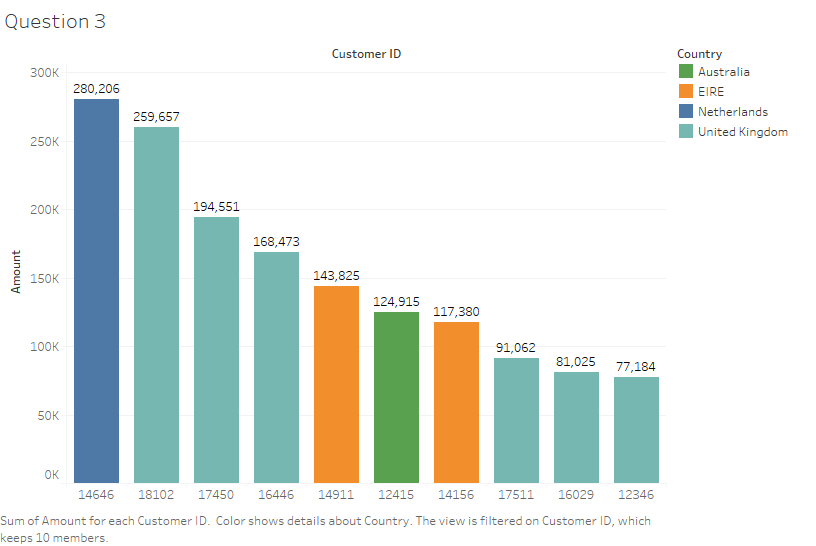 Question 3
Customer ID
Country
Australia
EIRE
Netherlands
United Kingdom
Amount
300K
250K
200K
150K
100K
50K
0K
280,206
259,657
194,551
168,473
143,825
124,915
117,380
91,062
81,025
77,184
14646 18102 17450 16446 14911 12415 14156 17511 16029 12346
Sum of Amount for each Customer ID. Color shows details about Country. The view is filtered on Customer ID, which
keeps 10 members.